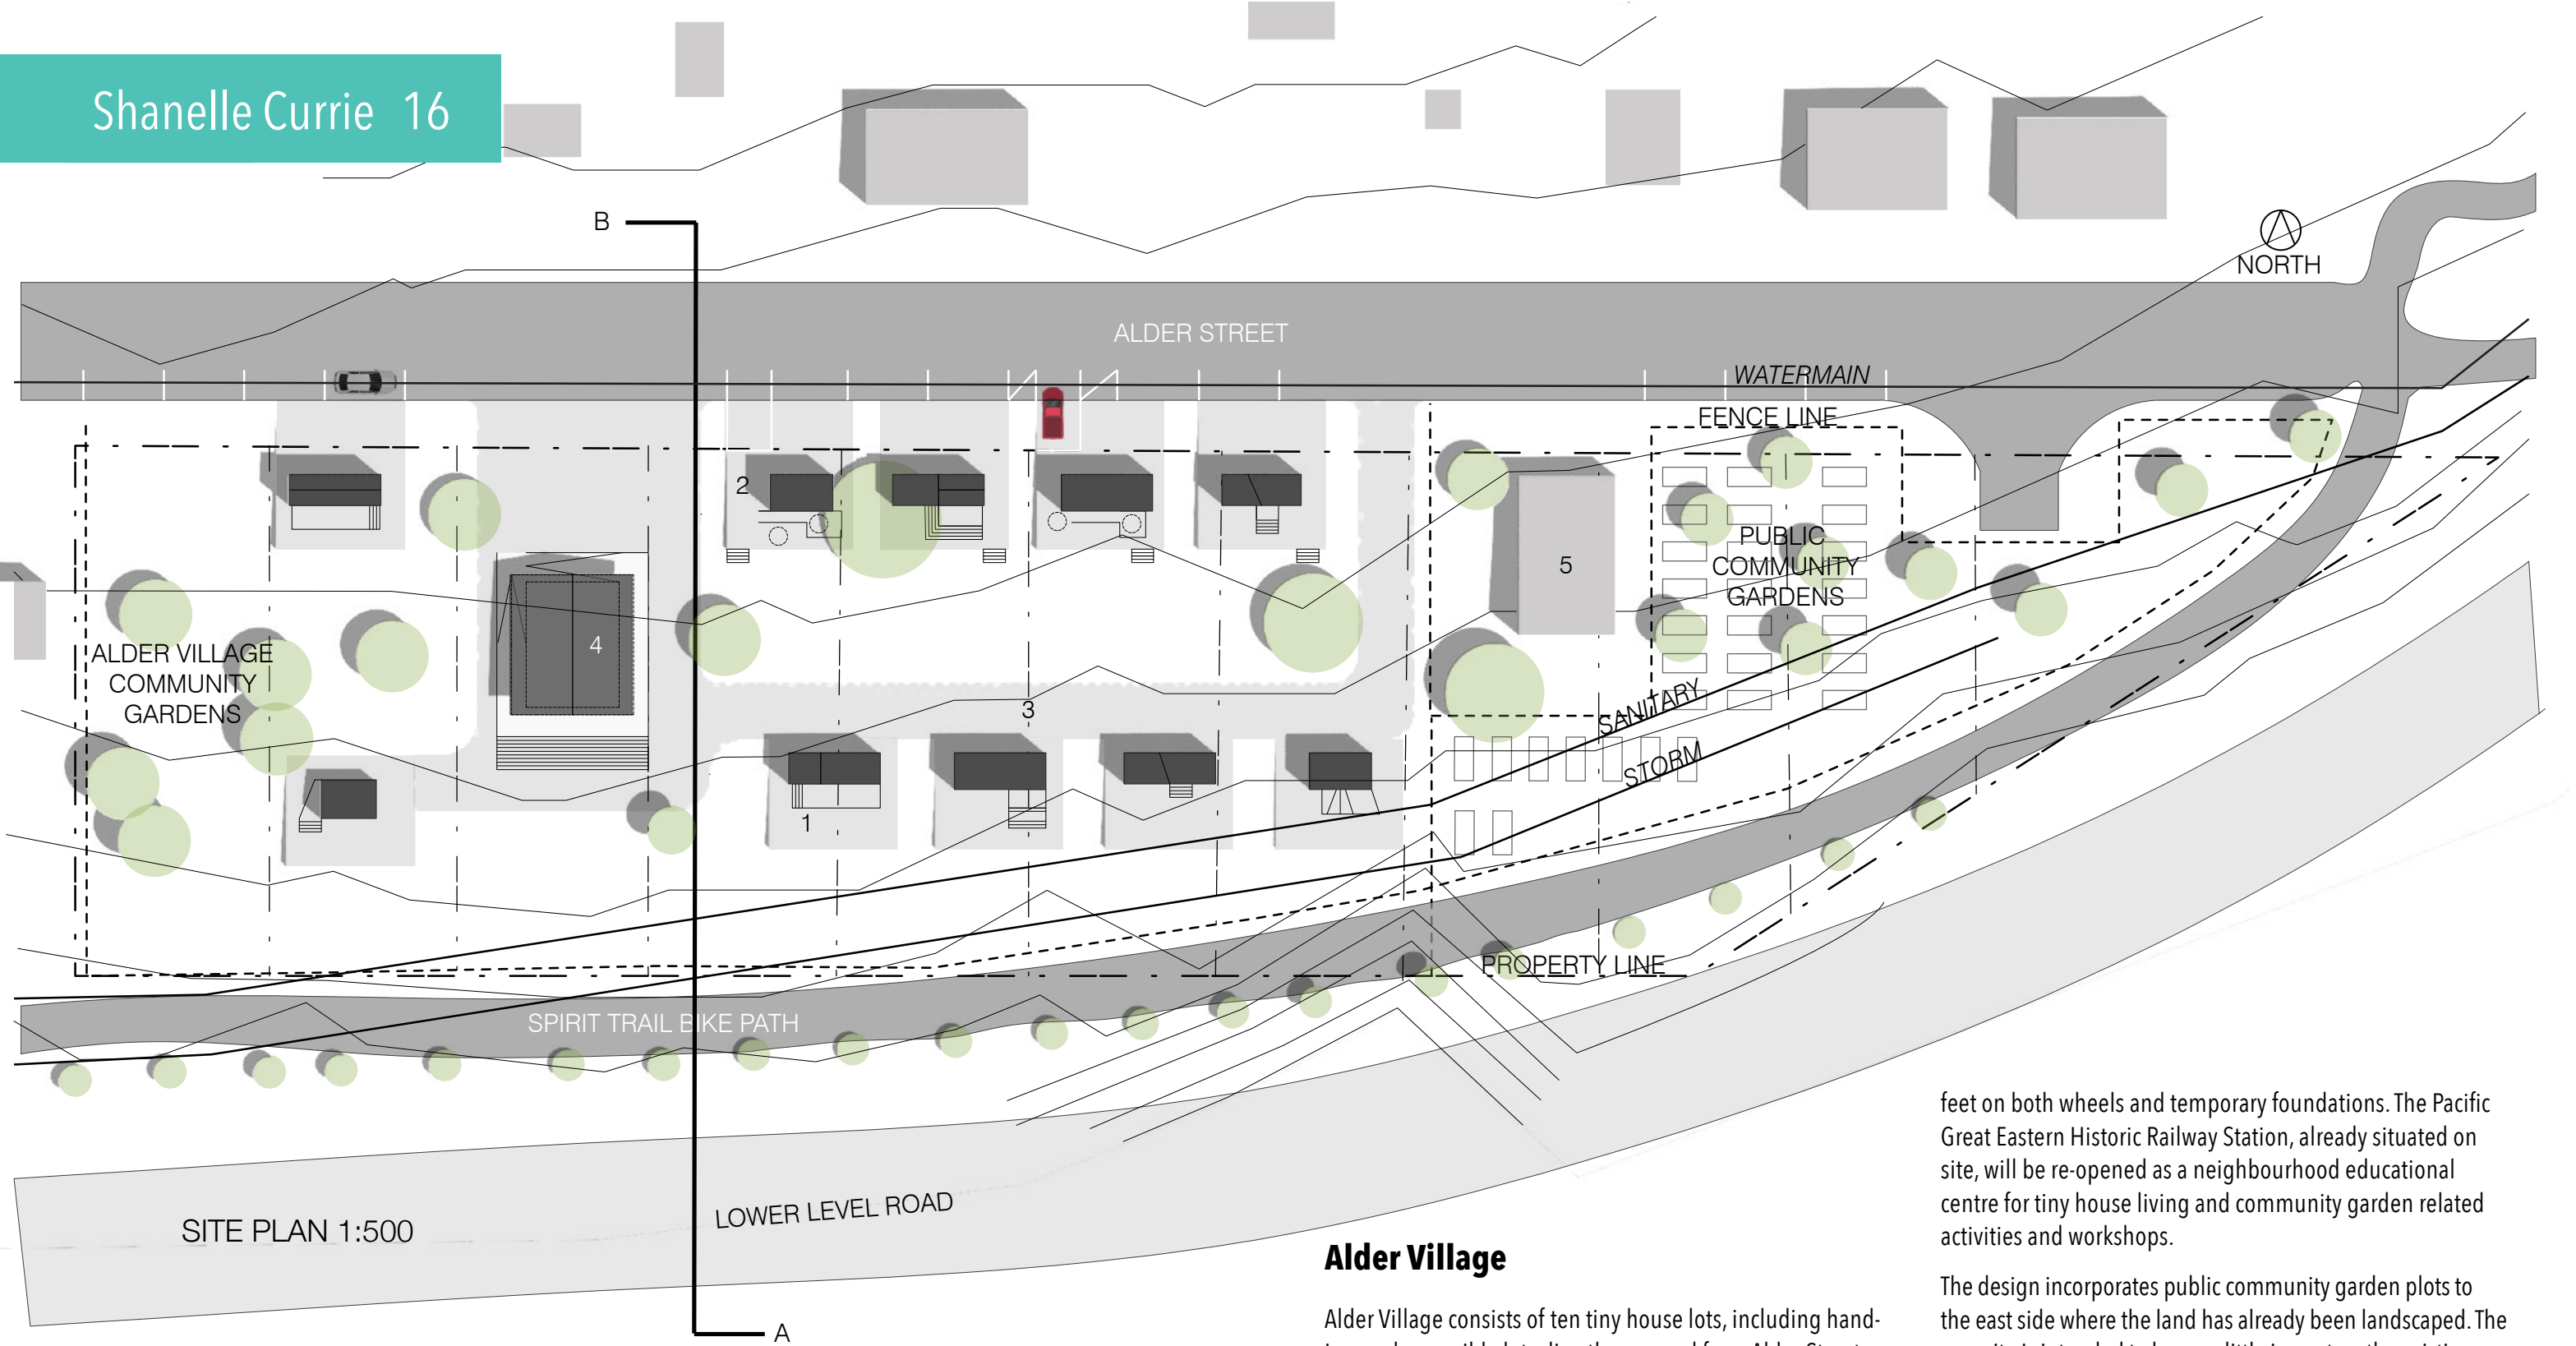 Shanelle Currie 16
B
NORTH
ALDER STREET
WATERMAIN
FENCE LINE
2
5
PUBLIC
COMMUNITY
GARDENS
4
ALDER VILLAGE
COMMUNITY
GARDENS
3
SANITARY
STORM
1
PROPERTY LINE
SPIRIT TRAIL BIKE PATH
LOWER LEVEL ROAD
SITE PLAN 1:500
A
Alder Village
Alder Village consists of ten tiny house lots, including hand-
feet on both wheels and temporary foundations. The Pacific
Great Eastern Historic Railway Station, already situated on
site, will be re-opened as a neighbourhood educational
centre for tiny house living and community garden related
activities and workshops.
The design incorporates public community garden plots to
the east side where the land has already been landscaped. The